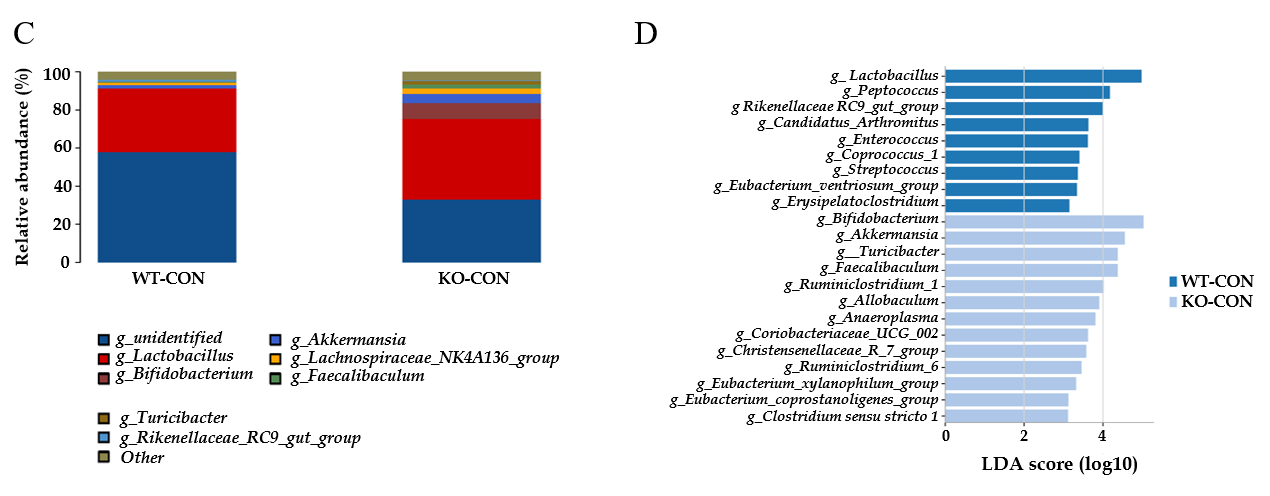 C
Relative abundance (%)
100
80
60
40
20
0
WT-CON
KO-CON
g_unidentified
g_Lactobacillus
g_Bifidobacterium
g_Akkermansia
g_Lachnospiraceae_NK4A136_group
g_Faecalibaculum
g_Turicibacter
g_Rikenellaceae_RC9_gut_group
Other
D
g_ Lactobacillus
g_Peptococcus
g Rikenellaceae RC9_gut_group
g_Candidatus_Arthromitus
g_Enterococcus
g_Coprococcus_1
g_Streptococcus
g_Eubacterium_ventriosum_group
g_Erysipelatoclostridium
g_Bifidobacterium
g_Akkermansia
g__Turicibacter
g_Faecalibaculum
g_Ruminiclostridium_1
g_Allobaculum
g_Anaeroplasma
g_Coriobacteriaceae_UCG_002
g_Christensenellaceae_R_7_group
g_Ruminiclostridium_6
g_Eubacterium_xylanophilum_group
g_Eubacterium_coprostanoligenes_group
g_Clostridium sensu stricto 1
0
2
4
LDA score (log10)
WT-CON
KO-CON